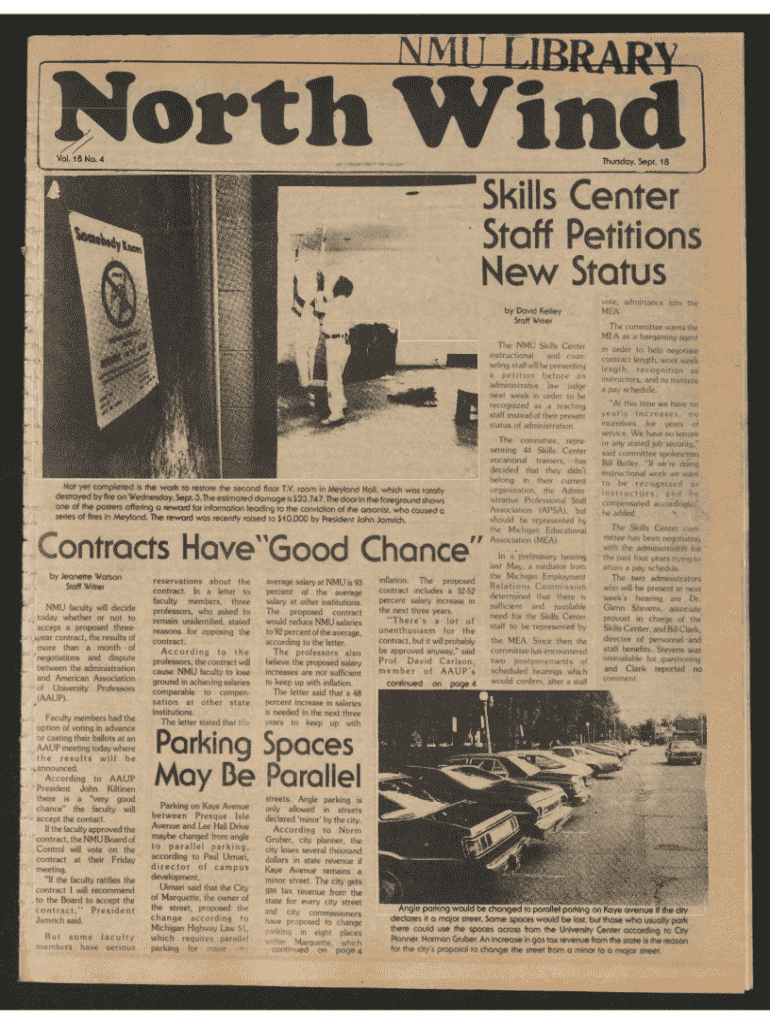 NMU LIBRARY
North Wind
Vol. 18 No. 4
Thursday, Sept. 18
Somebody Knows
Not yet completed is the work to restore the second floor T.V. room in Meyland Hall, which was totally
destroyed by fire on Wednesday, Sept. 3. The estimated damage is $23,747. The door in the foreground shows
one of the posters offering a reward for information leading to the conviction of the arsonist, who caused a
series of fires in Meyland. The reward was recently raised to $10,000 by President John Jamrich.
Skills Center
Staff Petitions
New Status
by David Kelley
Staff Writer
The NMU Skills Center
instructional and coun-
seling staff will be presenting
a petition before an
administrative law judge
next week in order to be
recognized as a teaching
staff instead of their present
status of administration.
The committee, repre-
senting 44 Skills Center
vocational trainers, has
decided that they didn't
belong in their current
organization, the Admin-
istrative Professional Staff
Association (APSA), but
should be represented by
the Michigan Educational
Association (MEA).
In a preliminary hearing
last May, a mediator from
the Michigan Employment
Relations Commission
determined that there is
sufficient and justifiable
need for the Skills Center
staff to be represented by
the MEA. Since then the
committee has encountered
two postponements of
scheduled hearings which
would confirm, after a staff
vote, admittance into the
MEA.
The committee wants the
MEA as a bargaining agent
in order to help negotiate
contract length, work week
length, recognition as
instructors, and to institute
a pay schedule.
"At this time we have no
yearly increases, no
incentives for years of
service. We have no tenure
or any stated job security,"
said committee spokesman
Bill Butler. "If we're doing
instructional work we want
to be recognized as
instructors, and be
compensated accordingly,"
he added.
The Skills Center com-
mittee has been negotiating
with the administration for
the past four years trying to
attain a pay schedule.
The two administrators
who will be present at next
week's hearing are Dr.
Glenn Stevens, associate
provost in charge of the
Skills Center, and Bill Clark,
director of personnel and
staff benefits. Stevens was
unavailable for questioning
and Clark reported no
comment.
Contracts Have "Good Chance"
by Jeanette Watson
Staff Writer
NMU faculty will decide
today whether or not to
accept a proposed three-
year contract, the results of
more than a month of
negotiations and dispute
between the administration
and American Association
of University Professors
(AAUP).
Faculty members had the
option of voting in advance
or casting their ballots at an
AAUP meeting today where
the results will be
announced.
According to AAUP
President John Kiltinen
there is a "very good
chance" the faculty will
accept the contact.
If the faculty approved the
contract, the NMU Board of
Control will vote on the
contract at their Friday
meeting.
"If the faculty ratifies the
contract I will recommend
to the Board to accept the
contract," President
Jamrich said.
But some faculty
members have serious
reservations about the
contract. In a letter to
faculty members, three
professors, who asked to
remain unidentified, stated
reasons for opposing the
contract.
According to the
professors, the contract will
cause NMU faculty to lose
ground in achieving salaries
comparable to compen-
sation at other state
institutions.
The letter stated that the
average salary at NMU is 93
percent of the average
salary at other institutions.
The proposed contract
would reduce NMU salaries
to 92 percent of the average,
according to the letter.
The professors also
believe the proposed salary
increases are not sufficient
to keep up with inflation.
The letter said that a 48
percent increase in salaries
is needed in the next three
years to keep up with
inflation. The proposed
contract includes a 32-52
percent salary increase in
the next three years.
"There's a lot of
unenthusiasm for the
contract, but it will probably
be approved anyway," said
Prof. David Carlson,
member of AAUP's
continued on page 4
Parking Spaces
May Be Parallel
Parking on Kaye Avenue
between Presque Isle
Avenue and Lee Hall Drive
maybe changed from angle
to parallel parking,
according to Paul Uimari,
director of campus
development.
Uimari said that the City
of Marquette, the owner of
the street, proposed the
change according to
Michigan Highway Law 51,
which requires parallel
parking for major city
streets. Angle parking is
only allowed in streets
declared 'minor' by the city.
According to Norm
Gruber, city planner, the
city loses several thousand
dollars in state revenue if
Kaye Avenue remains a
minor street. The city gets
gas tax revenue from the
state for every city street
and city commissioners
have proposed to change
parking in eight places
within Marquette, which
continued on page 4
Angle parking would be changed to parallel parking on Kaye avenue if the city
declares it a major street. Some spaces would be lost, but those who usually park
there could use the spaces across from the University Center according to City
Planner, Norman Gruber. An increase in gas tax revenue from the state is the reason
for the city's proposal to change the street from a minor to a major street.